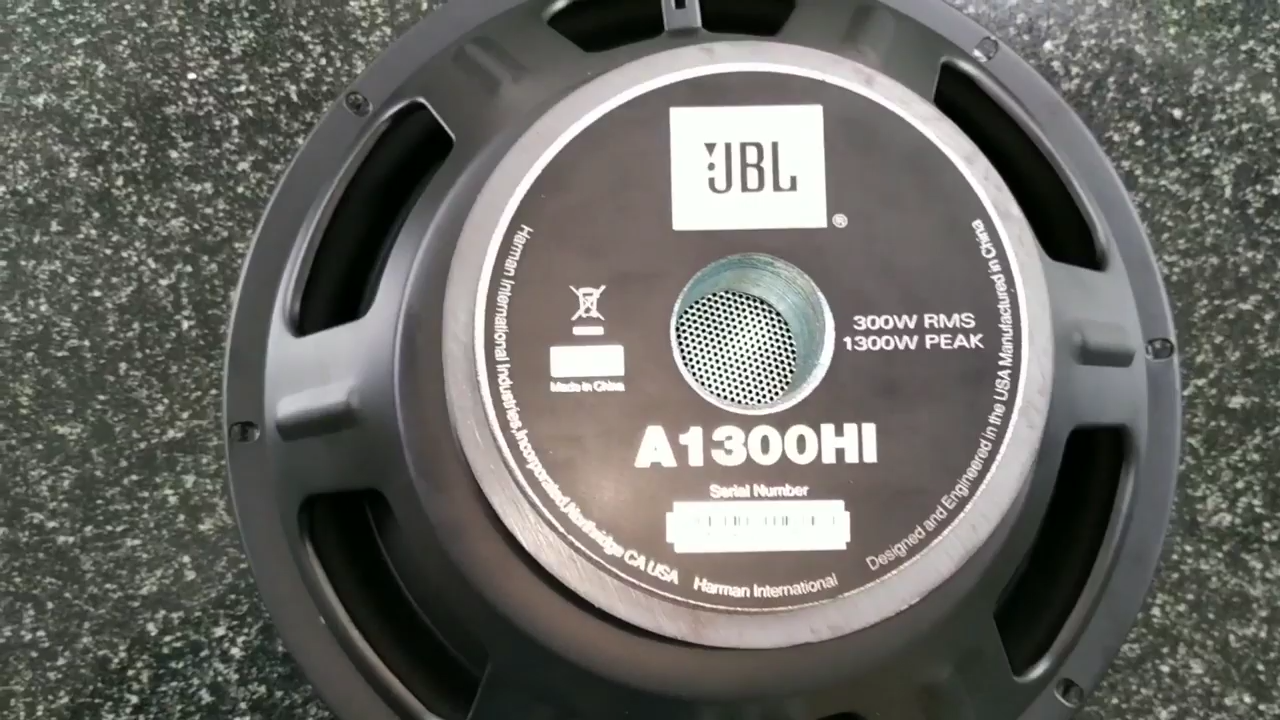 JBL
®
300W RMS
1300W PEAK
Made in China
A1300HI
Serial Number
Harman International Industries,Incorporated,Northridge CA USA
Harman International
Designed and Engineered in the USA Manufactured in China